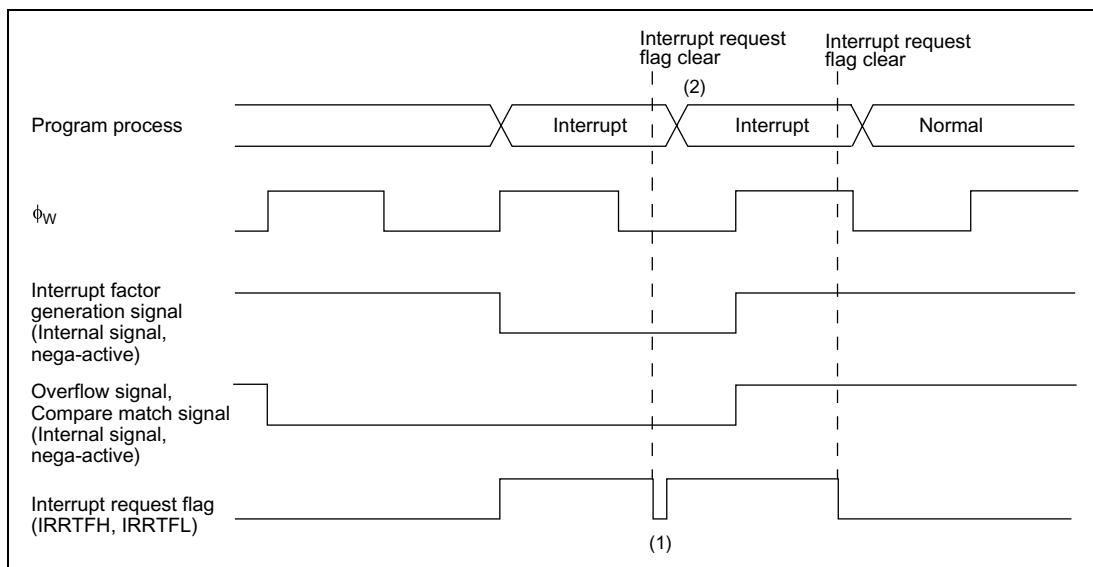 Interrupt request
flag clear
Interrupt request
flag clear
(2)
Program process
Interrupt
Interrupt
Normal
ϕW
Interrupt factor
generation signal
(Internal signal,
nega-active)
Overflow signal,
Compare match signal
(Internal signal,
nega-active)
Interrupt request flag
(IRRTFH, IRRTFL)
(1)